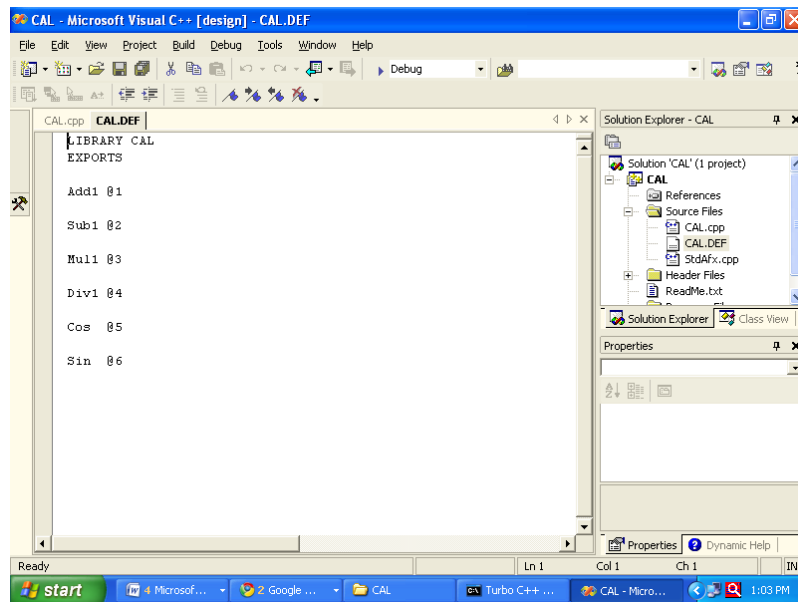 CAL - Microsoft Visual C++ [design] - CAL.DEF
File Edit View Project Build Debug Tools Window Help
Debug
CAL.cpp CAL.DEF
LIBRARY CAL
EXPORTS
Add1 @1
Sub1 @2
Mul1 @3
Div1 @4
Cos @5
Sin @6
Solution Explorer - CAL
Solution 'CAL' (1 project)
CAL
References
Source Files
CAL.cpp
CAL.DEF
StdAfx.cpp
Header Files
ReadMe.txt
Solution Explorer Class View
Properties
Properties Dynamic Help
Ready Ln 1 Col 1 Ch 1 IN
start 4 Microsof... 2 Google ... CAL Turbo C++ ... CAL - Micro... 1:03 PM